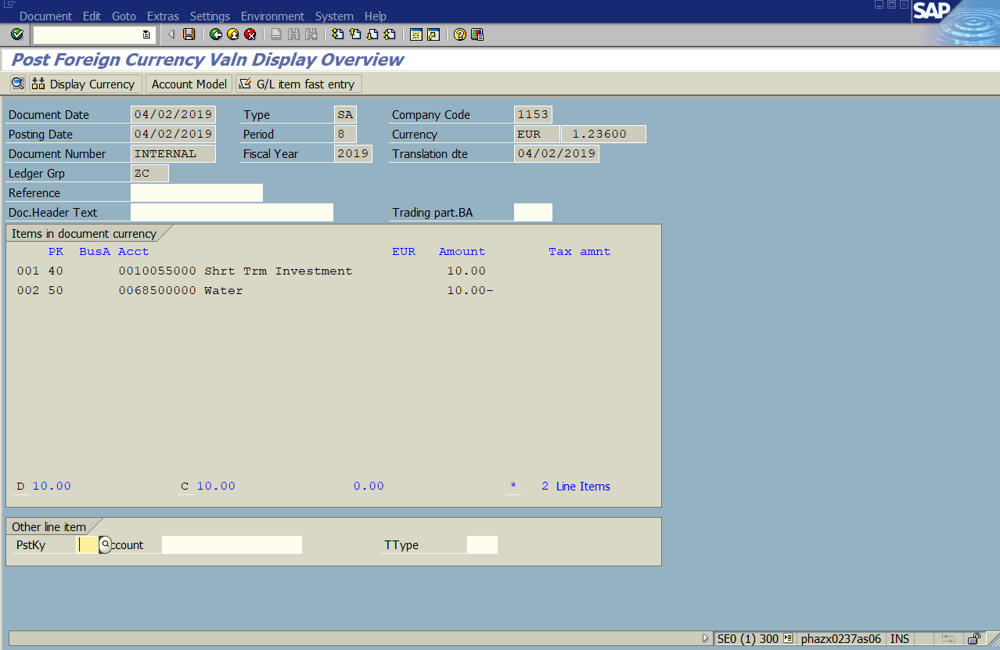 Document Edit Goto Extras Settings Environment System Help
SAP
Post Foreign Currency Valn Display Overview
Display Currency Account Model G/L item fast entry
Document Date 04/02/2019 Type SA Company Code 1153
Posting Date 04/02/2019 Period 8 Currency EUR 1.23600
Document Number INTERNAL Fiscal Year 2019 Translation dte 04/02/2019
Ledger Grp ZC
Reference
Doc.Header Text Trading part.BA
Items in document currency
PK BusA Acct EUR Amount Tax amnt
001 40 0010055000 Shrt Trm Investment 10.00
002 50 0068500000 Water 10.00-
D 10.00 C 10.00 0.00 * 2 Line Items
Other line item
PstKy ccount TType
SE0 (1) 300 phazx0237as06 INS